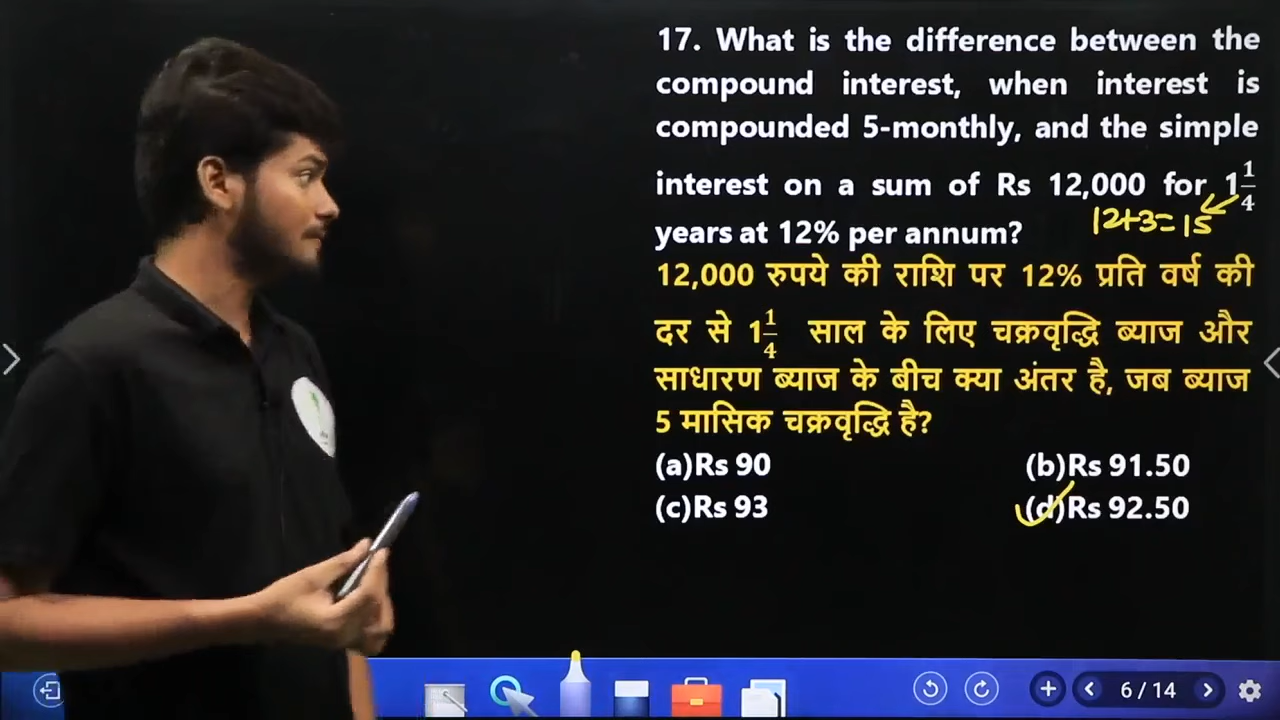 17. What is the difference between the
compound interest, when interest is
compounded 5-monthly, and the simple
interest on a sum of Rs 12,000 for 1 1/4
12+3=15
years at 12% per annum?
12,000 रुपये की राशि पर 12% प्रति वर्ष की
दर से 1 1/4 साल के लिए चक्रवृद्धि ब्याज और
साधारण ब्याज के बीच क्या अंतर है, जब ब्याज
5 मासिक चक्रवृद्धि है?
(a)Rs 90 (b)Rs 91.50
(c)Rs 93 (d)Rs 92.50
6 / 14